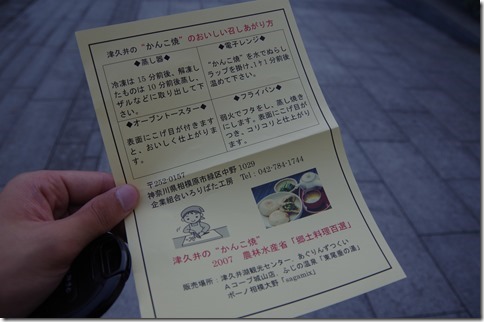 津久井の“かんこ焼”のおいしい召しあがり方
◆蒸し器◆
冷凍は15分前後、解凍し
たものは10分前後蒸し、
ザルなどに取り出して下
さい。
◆電子レンジ◆
“かんこ焼”を水でぬらし
ラップを掛け、1ケ1分前後
温めて下さい。
◆オーブントースター◆
表面にこげ目が付きます
と、おいしく仕上がりま
す。
◆フライパン◆
弱火でフタをし、蒸し焼き
にします。表面にこげ目が
つき、コリコリと仕上がり
ます。
〒252-0157
神奈川県相模原市緑区中野1029
企業組合いろりばた工房 Tel:042-784-1744
津久井の“かんこ焼”
2007 農林水産省「郷土料理百選」
販売場所:津久井湖観光センター、あぐりんずつくい
Aコープ城山店、ふじの温泉「東尾垂の湯」
ボーノ相模大野「sagamix」